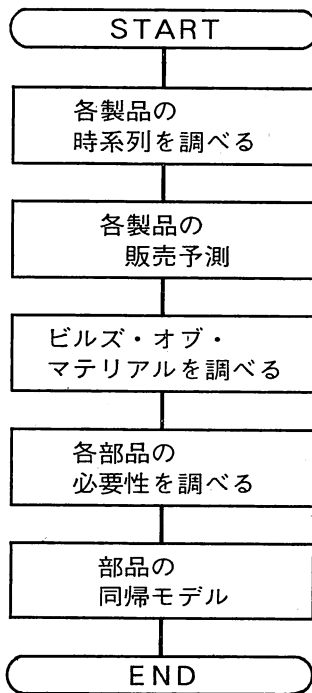 START
各製品の
時系列を調べる
各製品の
販売予測
ビルズ・オブ・
マテリアルを調べる
各部品の
必要性を調べる
部品の
同帰モデル
END